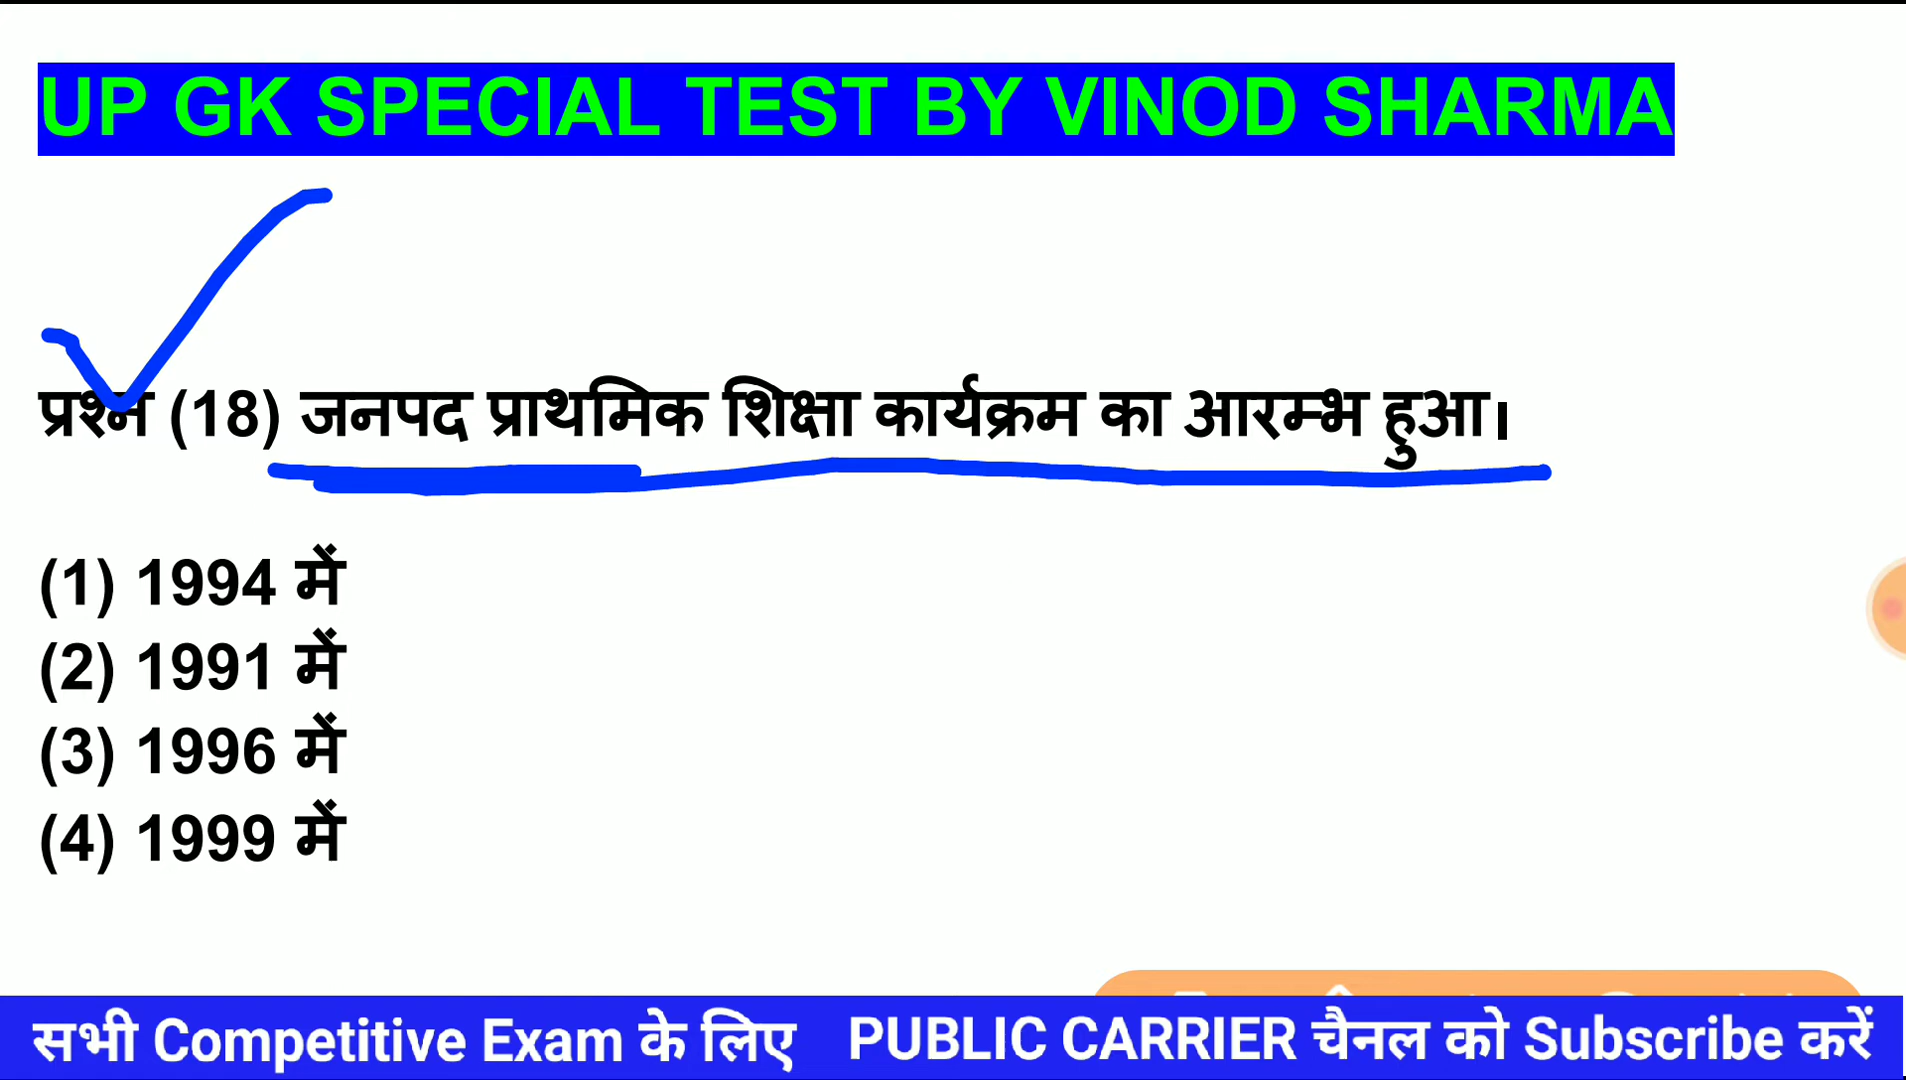 UP GK SPECIAL TEST BY VINOD SHARMA
प्रश्न (18) जनपद प्राथमिक शिक्षा कार्यक्रम का आरम्भ हुआ।
(1) 1994 में
(2) 1991 में
(3) 1996 में
(4) 1999 में
सभी Competitive Exam के लिए PUBLIC CARRIER चैनल को Subscribe करें